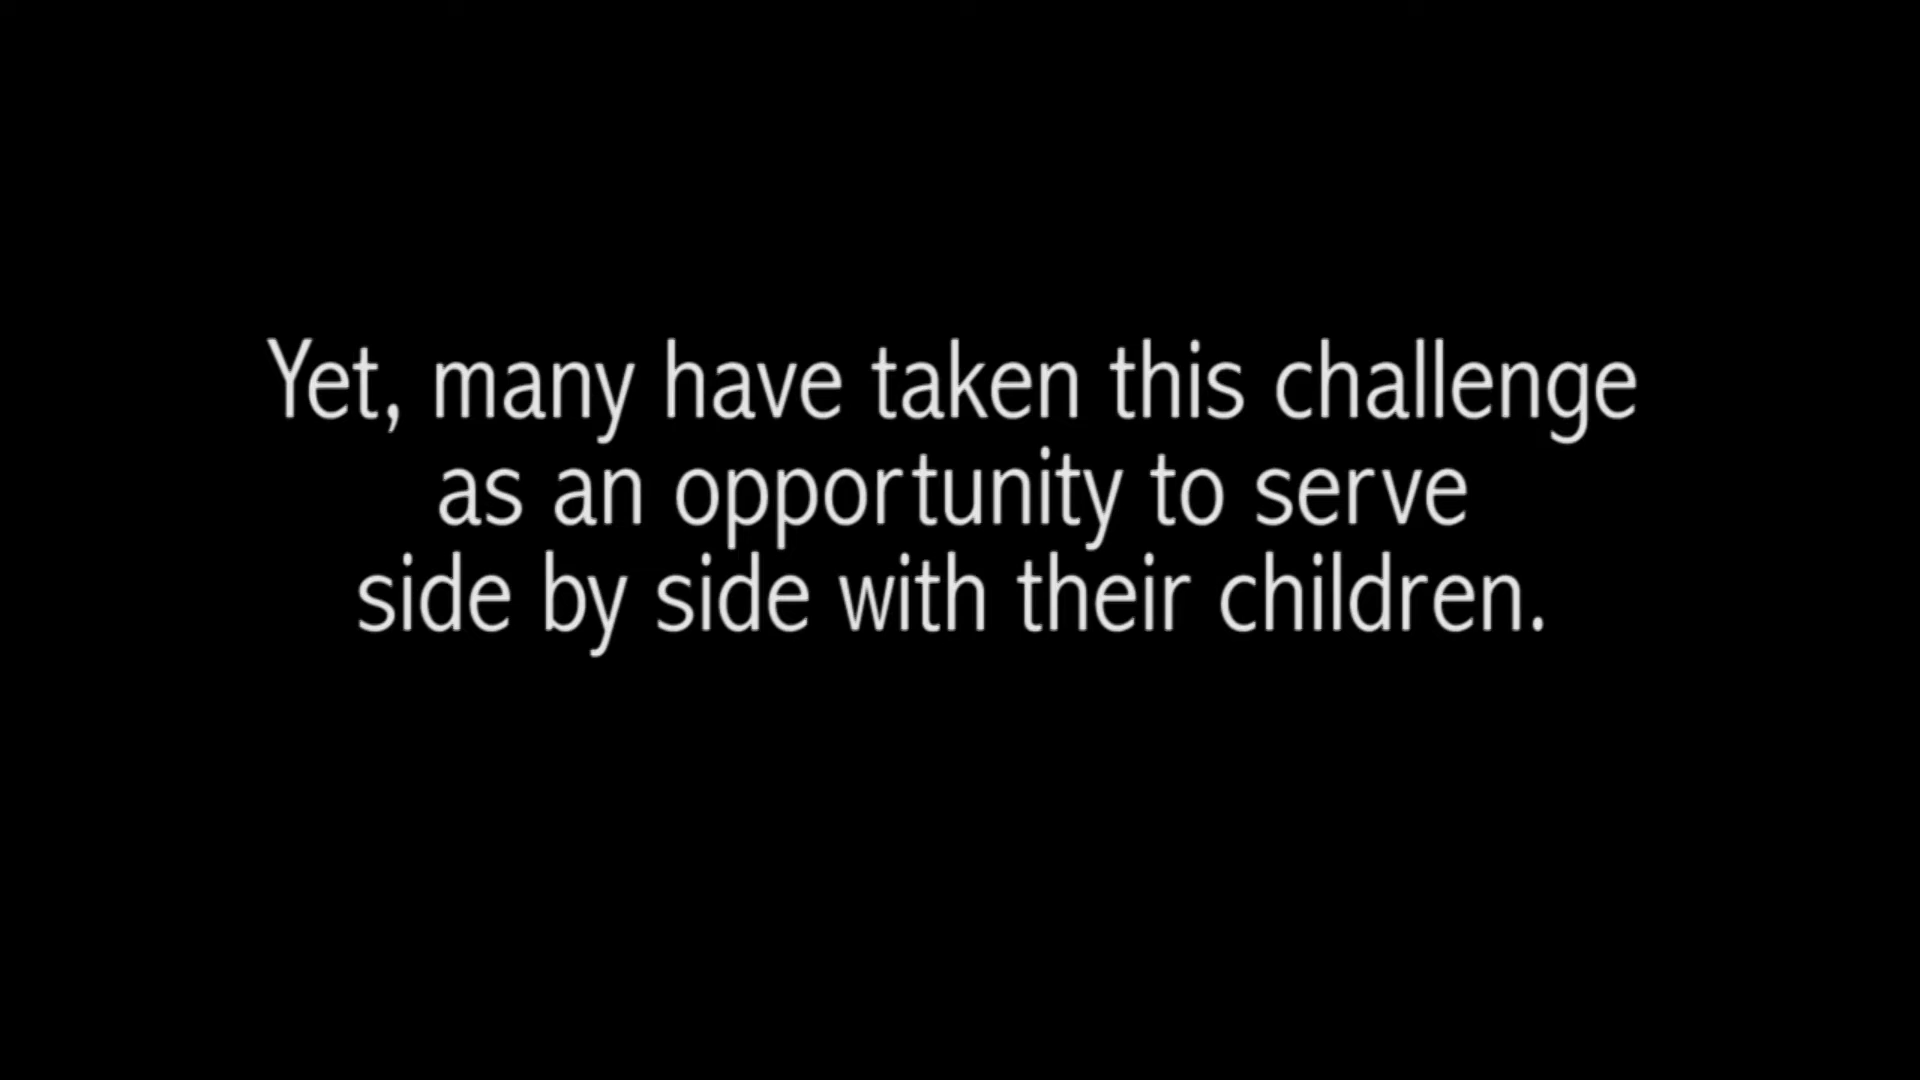 Yet, many have taken this challenge
as an opportunity to serve
side by side with their children.